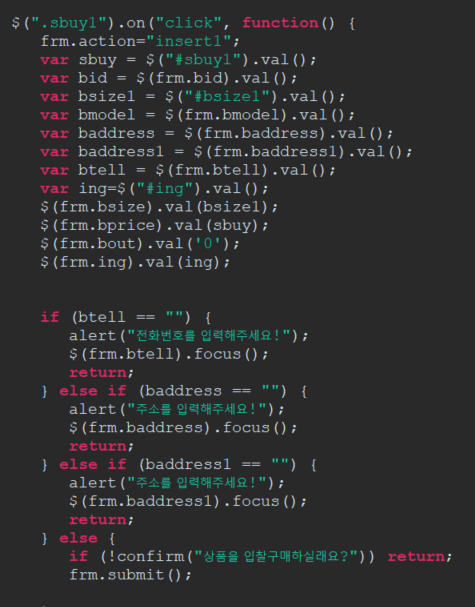 $(".sbuy1").on("click", function() {
frm.action="insert1";
var sbuy = $("#sbuy1").val();
var bid = $(frm.bid).val();
var bsize1 = $("#bsize1").val();
var bmodel = $(frm.bmodel).val();
var baddress = $(frm.baddress).val();
var baddress1 = $(frm.baddress1).val();
var btell = $(frm.btell).val();
var ing=$("#ing").val();
$(frm.bsize).val(bsize1);
$(frm.bprice).val(sbuy);
$(frm.bout).val('0');
$(frm.ing).val(ing);
if (btell == "") {
alert("전화번호를 입력해주세요!");
$(frm.btell).focus();
return;
} else if (baddress == "") {
alert("주소를 입력해주세요!");
$(frm.baddress).focus();
return;
} else if (baddress1 == "") {
alert("주소를 입력해주세요!");
$(frm.baddress1).focus();
return;
} else {
if (!confirm("상품을 입찰구매하실래요?")) return;
frm.submit();